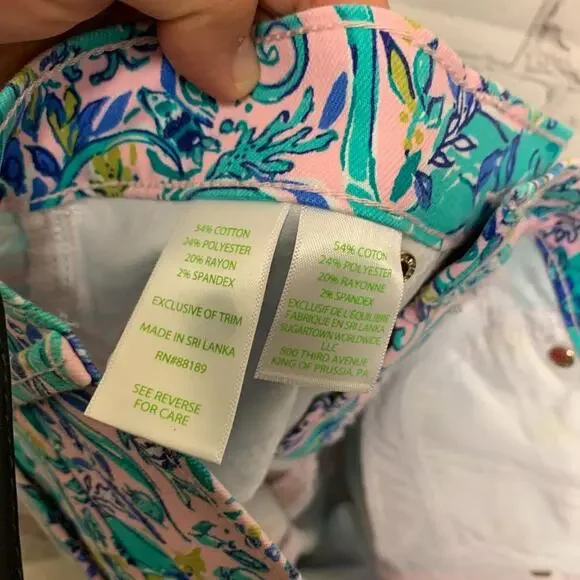 54% COTTON
24% POLYESTER
20% RAYON
2% SPANDEX
EXCLUSIVE OF TRIM
MADE IN SRI LANKA
RN#88189
SEE REVERSE
FOR CARE
54% COTON
24% POLYESTER
20% RAYONNE
2% SPANDEX
EXCLUSIF DE L'ÉQUILIBRE
FABRIQUE EN SRI LANKA
SUGARTOWN WORLDWIDE
LLC
800 THIRD AVENUE
KING OF PRUSSIA, PA